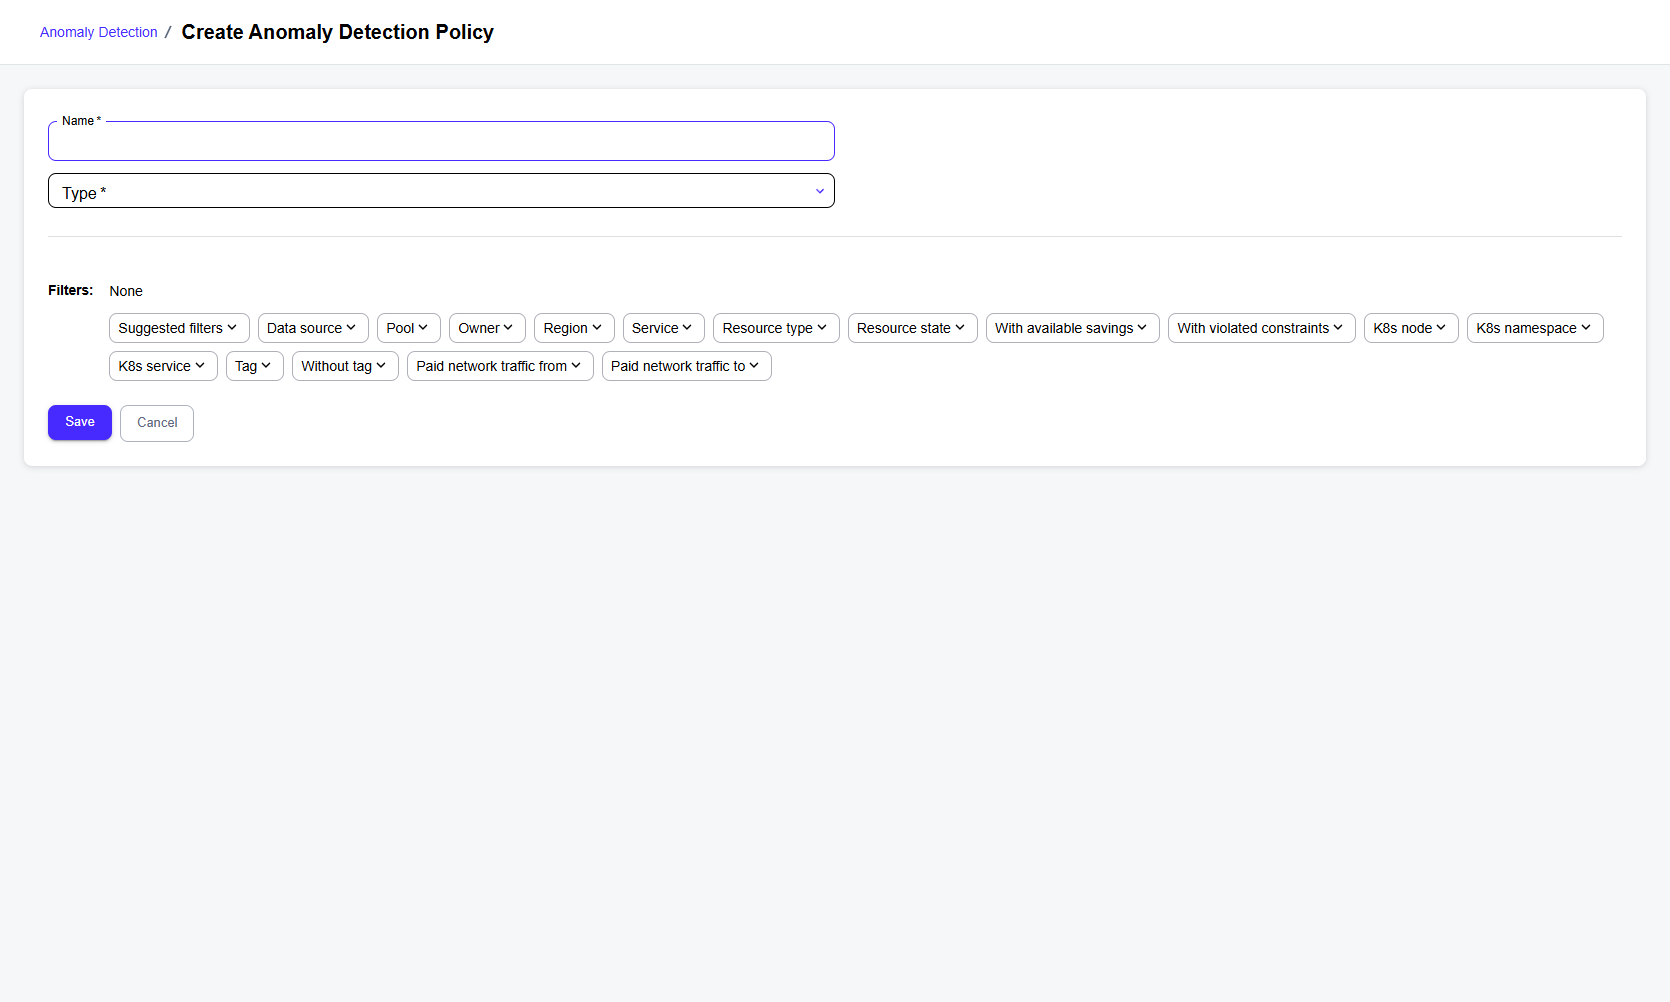 Anomaly Detection / Create Anomaly Detection Policy
Name *
Type *
Filters: None
Suggested filters Data source Pool Owner Region Service Resource type Resource state With available savings With violated constraints K8s node K8s namespace
K8s service Tag Without tag Paid network traffic from Paid network traffic to
Save Cancel